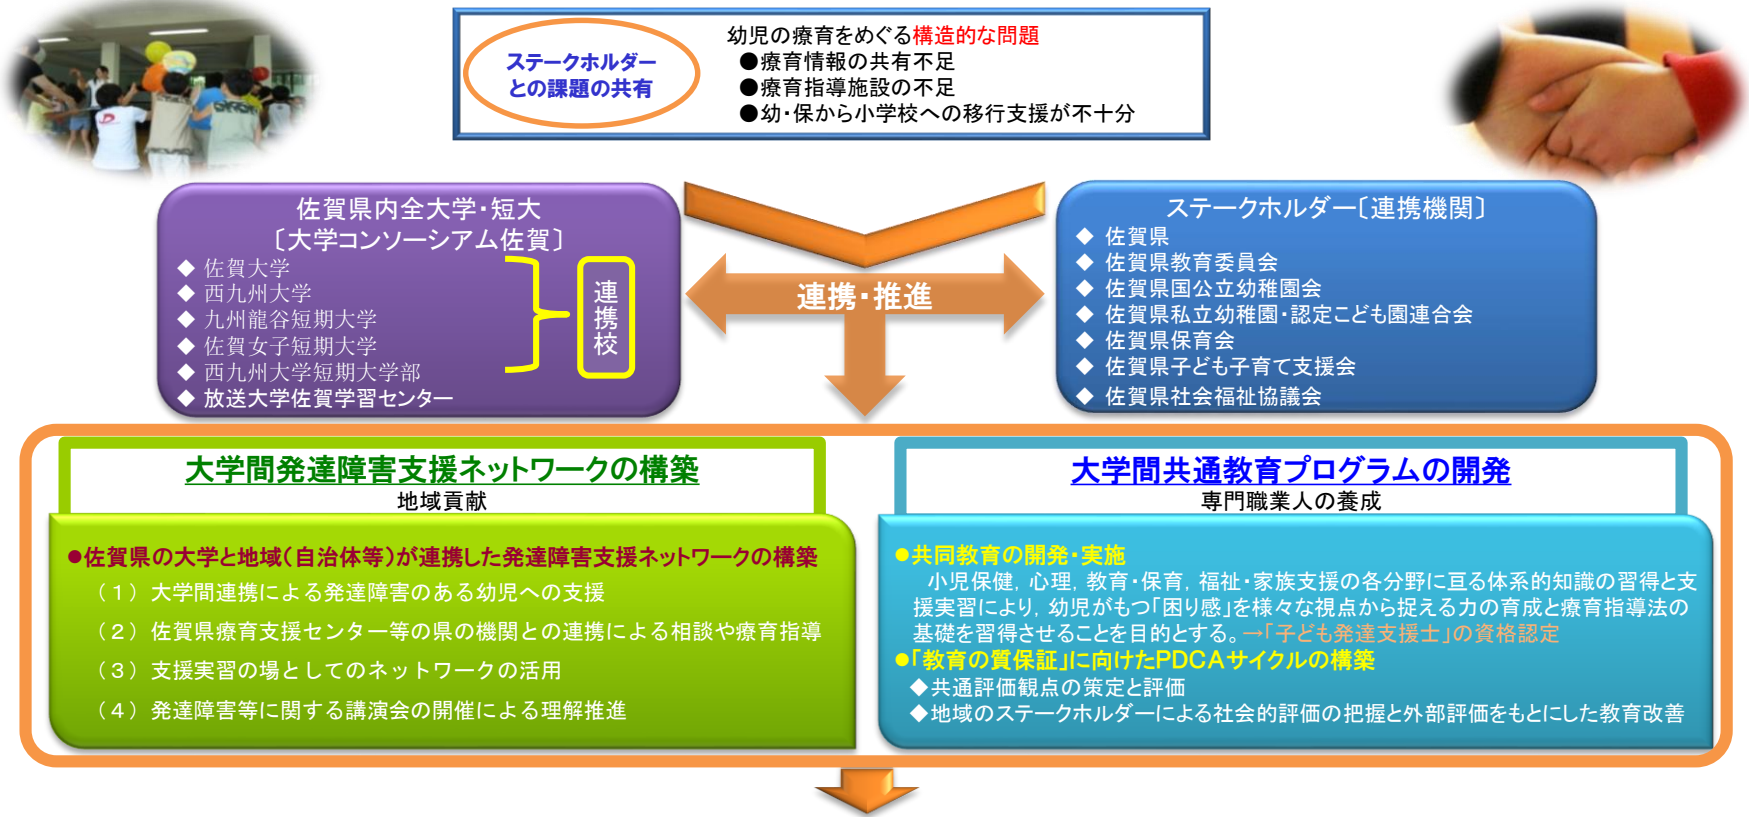 ステークホルダー
との課題の共有
幼児の療育をめぐる構造的な問題
●療育情報の共有不足
●療育指導施設の不足
●幼・保から小学校への移行支援が不十分
佐賀県内全大学・短大
〔大学コンソーシアム佐賀〕
◆ 佐賀大学
◆ 西九州大学
◆ 九州龍谷短期大学
◆ 佐賀女子短期大学
◆ 西九州大学短期大学部
◆ 放送大学佐賀学習センター
連携校
連携・推進
ステークホルダー〔連携機関〕
◆ 佐賀県
◆ 佐賀県教育委員会
◆ 佐賀県国公立幼稚園会
◆ 佐賀県私立幼稚園・認定こども園連合会
◆ 佐賀県保育会
◆ 佐賀県子ども子育て支援会
◆ 佐賀県社会福祉協議会
大学間発達障害支援ネットワークの構築
地域貢献
●佐賀県の大学と地域(自治体等)が連携した発達障害支援ネットワークの構築
(1)大学間連携による発達障害のある幼児への支援
(2)佐賀県療育支援センター等の県の機関との連携による相談や療育指導
(3)支援実習の場としてのネットワークの活用
(4)発達障害等に関する講演会の開催による理解推進
大学間共通教育プログラムの開発
専門職業人の養成
●共同教育の開発・実施
小児保健, 心理, 教育・保育, 福祉・家族支援の各分野に亘る体系的知識の習得と支
援実習により, 幼児がもつ「困り感」を様々な視点から捉える力の育成と療育指導法の
基礎を習得させることを目的とする。→「子ども発達支援士」の資格認定
●「教育の質保証」に向けたPDCAサイクルの構築
◆共通評価観点の策定と評価
◆地域のステークホルダーによる社会的評価の把握と外部評価をもとにした教育改善